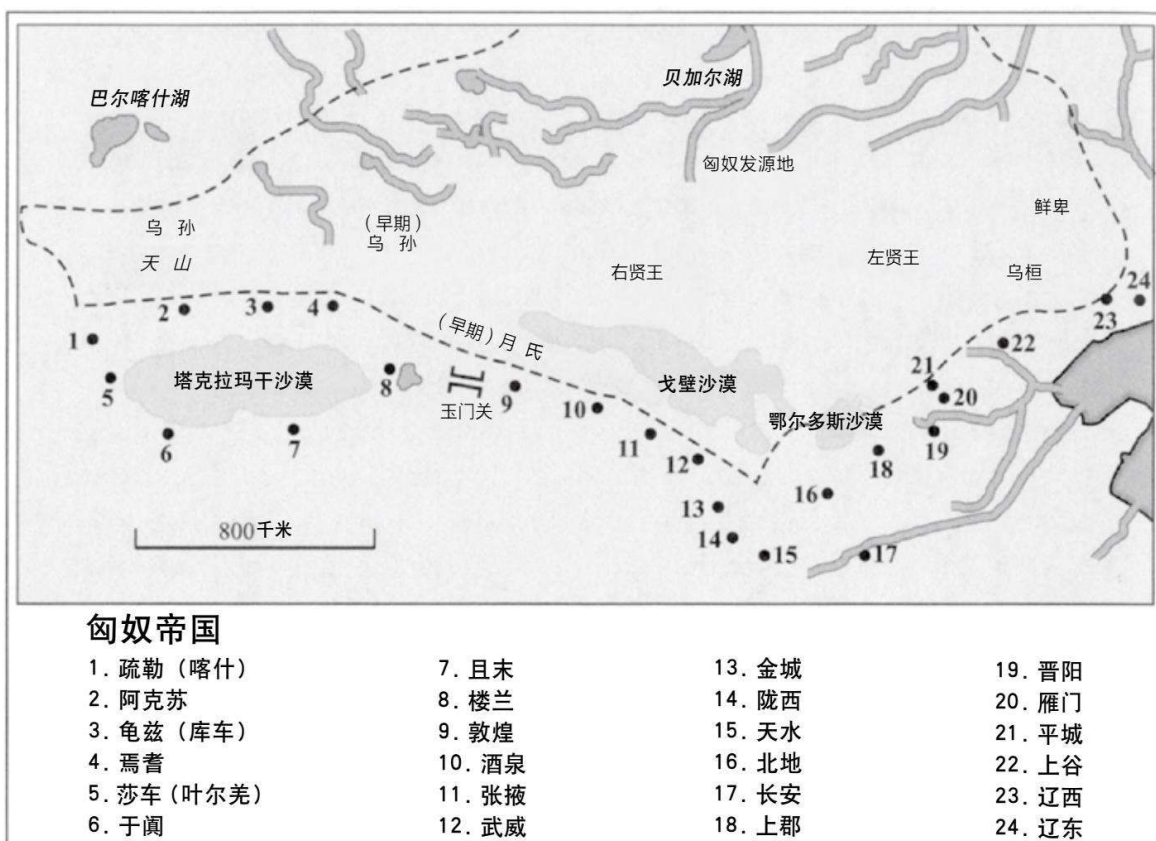 巴尔喀什湖
贝加尔湖
匈奴发源地
鲜卑
乌孙
(早期)
乌孙
天山
右贤王
左贤王
乌桓
1
2
3
4
(早期)月氏
23
24
22
5
塔克拉玛干沙漠
8
玉门关
9
戈壁沙漠
21
20
10
鄂尔多斯沙漠
6
7
11
12
19
18
16
13
800千米
14
15
17
匈奴帝国
1. 疏勒(喀什)
2. 阿克苏
3. 龟兹(库车)
4. 焉耆
5. 莎车(叶尔羌)
6. 于阗
7. 且末
8. 楼兰
9. 敦煌
10. 酒泉
11. 张掖
12. 武威
13. 金城
14. 陇西
15. 天水
16. 北地
17. 长安
18. 上郡
19. 晋阳
20. 雁门
21. 平城
22. 上谷
23. 辽西
24. 辽东